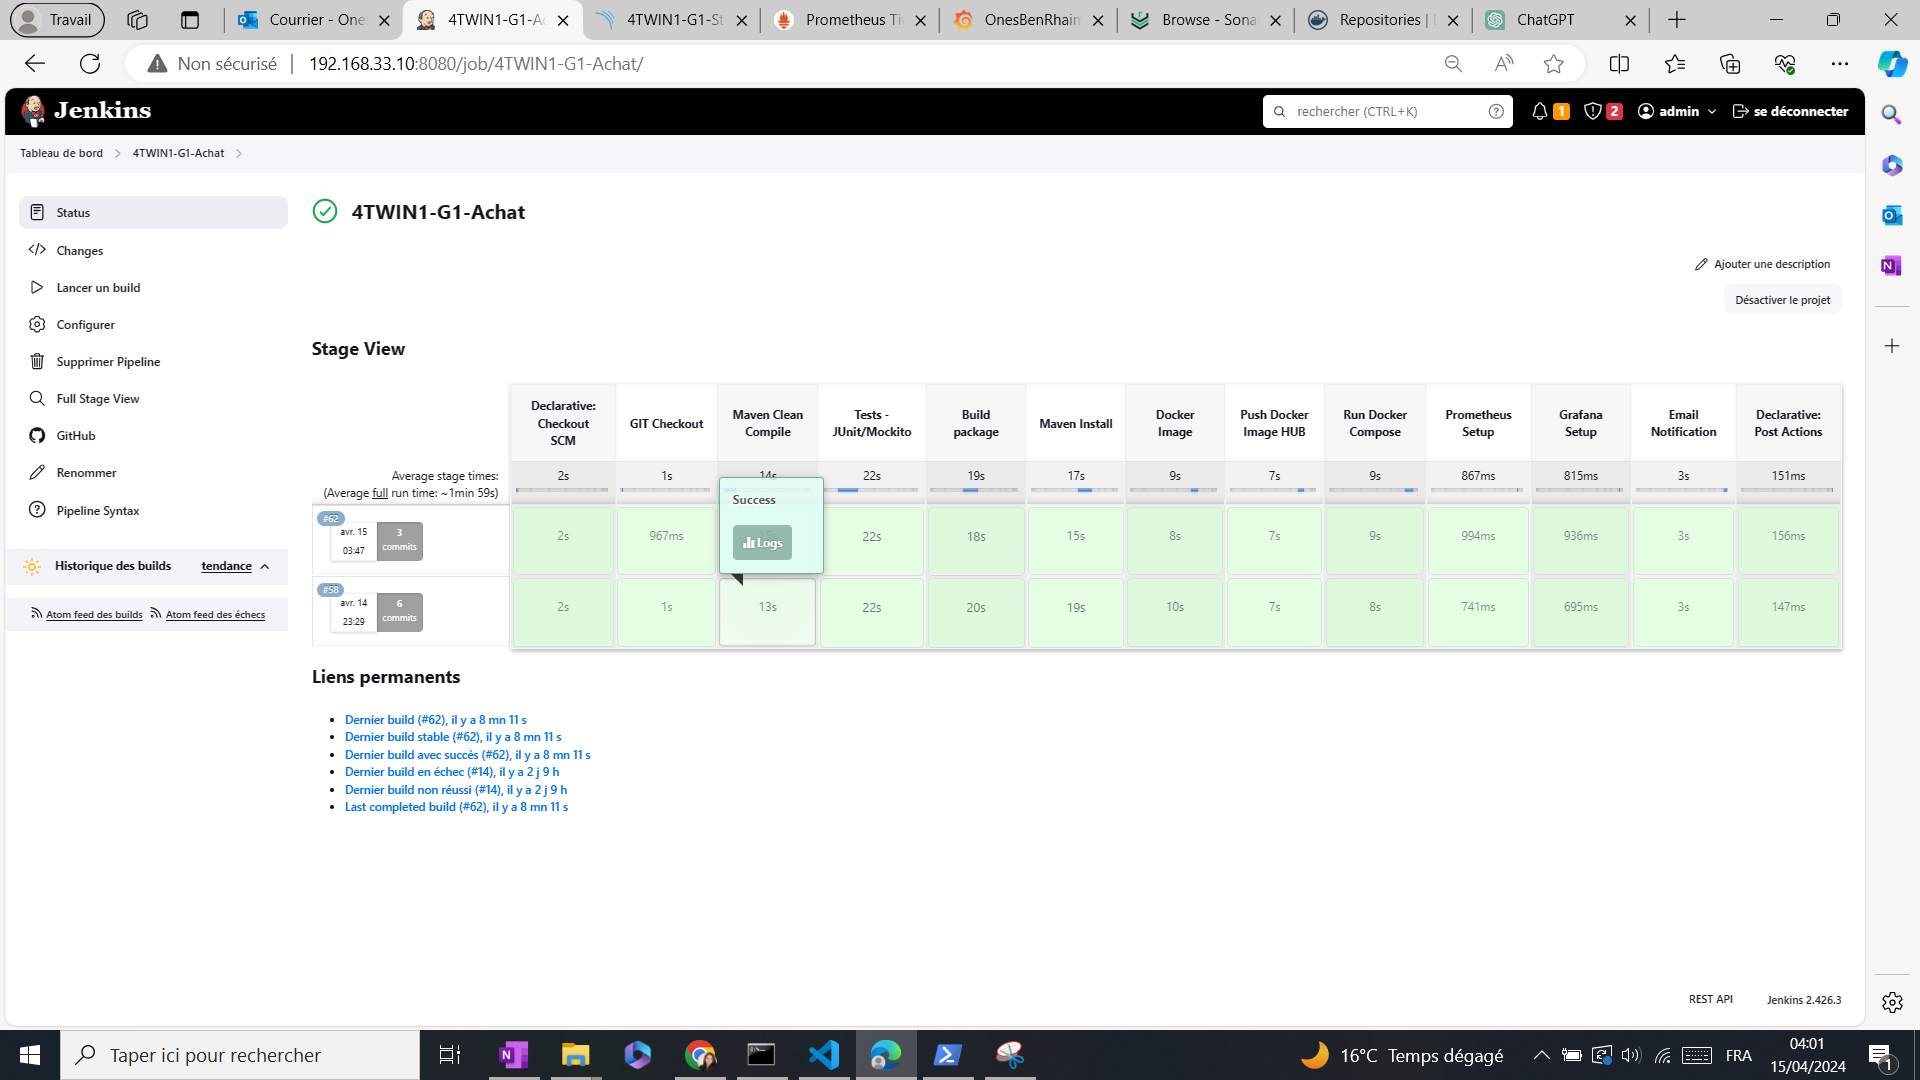 Travail
Courrier - Ones
4TWIN1-G1-Ac
4TWIN1-G1-St
Prometheus Ti
OnesBenRhaim
Browse - Sona
Repositories |
ChatGPT
Non sécurisé
192.168.33.10:8080/job/4TWIN1-G1-Achat/
Jenkins
rechercher (CTRL+K)
1
2
admin
se déconnecter
Tableau de bord
4TWIN1-G1-Achat
Status
Changes
Lancer un build
Configurer
Supprimer Pipeline
Full Stage View
GitHub
Renommer
Pipeline Syntax
Historique des builds
tendance
Atom feed des builds
Atom feed des échecs
4TWIN1-G1-Achat
Ajouter une description
Désactiver le projet
Stage View
Declarative: Checkout SCM
GIT Checkout
Maven Clean Compile
Tests - JUnit/Mockito
Build package
Maven Install
Docker Image
Push Docker Image HUB
Run Docker Compose
Prometheus Setup
Grafana Setup
Email Notification
Declarative: Post Actions
Average stage times:
(Average full run time: ~1min 59s)
2s 1s 14s 22s 19s 17s 9s 7s 9s 867ms 815ms 3s 151ms
Success
Logs
#62
avr. 15
03:47
3
commits
2s 967ms 22s 18s 15s 8s 7s 9s 994ms 936ms 3s 156ms
#58
avr. 14
23:29
6
commits
2s 1s 13s 22s 20s 19s 10s 7s 8s 741ms 695ms 3s 147ms
Liens permanents
Dernier build (#62), il y a 8 mn 11 s
Dernier build stable (#62), il y a 8 mn 11 s
Dernier build avec succès (#62), il y a 8 mn 11 s
Dernier build en échec (#14), il y a 2 j 9 h
Dernier build non réussi (#14), il y a 2 j 9 h
Last completed build (#62), il y a 8 mn 11 s
REST API
Jenkins 2.426.3
Taper ici pour rechercher
16°C Temps dégagé
FRA
04:01
15/04/2024
1